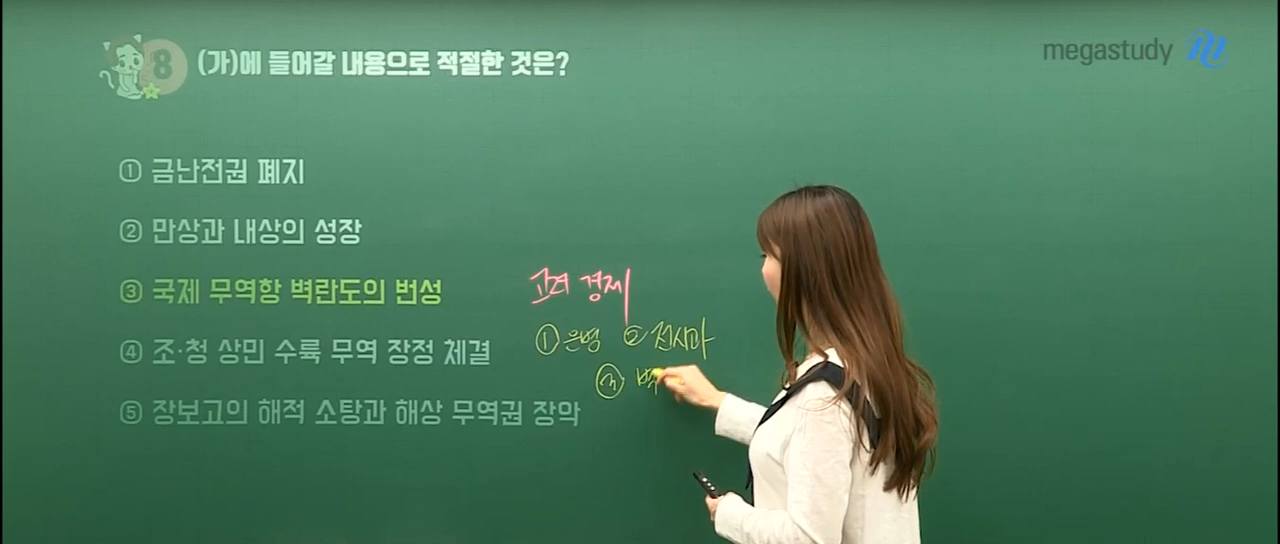 8 (가)에 들어갈 내용으로 적절한 것은?
megastudy
① 금난전권 폐지
② 만상과 내상의 성장
③ 국제 무역항 벽란도의 번성
④ 조·청 상민 수륙 무역 장정 체결
⑤ 장보고의 해적 소탕과 해상 무역권 장악
고려 경제
① 은병 ② 전시과
③ 벽